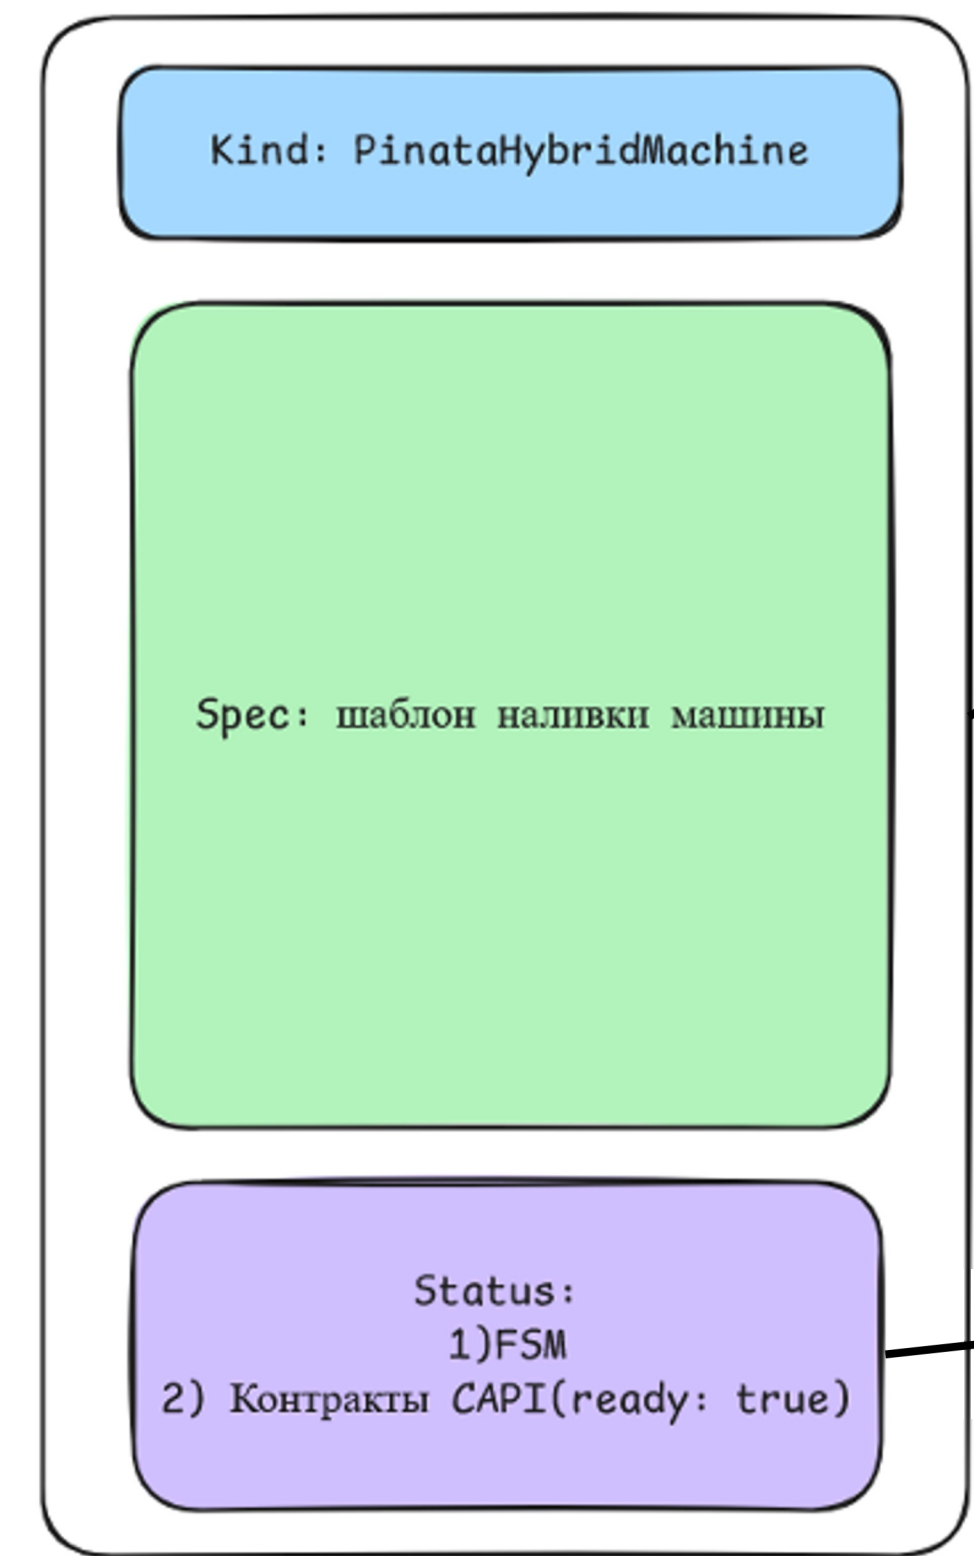 Kind: PinataHybridMachine
Spec: шаблон наливки машины
Status:
1)FSM
2) Контракты CAPI(ready: true)